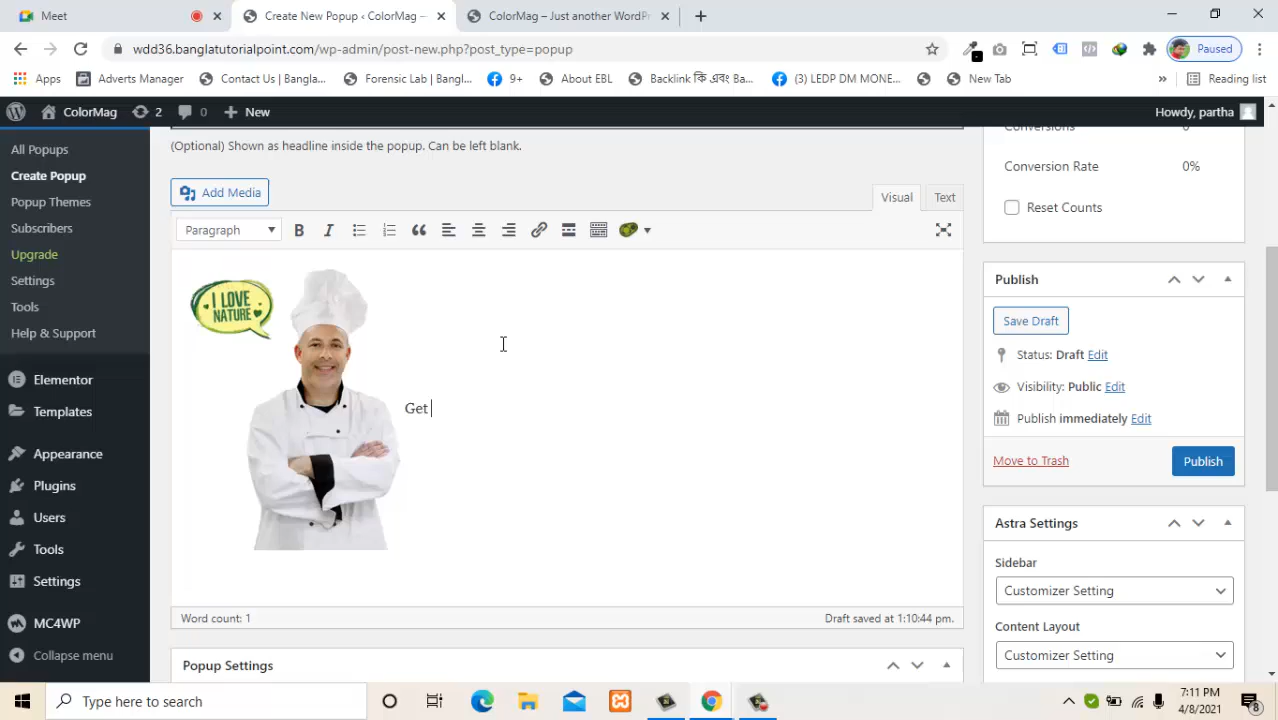 Meet
Create New Popup ‹ ColorMag —
ColorMag – Just another WordPr
wdd36.banglatutorialpoint.com/wp-admin/post-new.php?post_type=popup
Paused
Apps
Adverts Manager
Contact Us | Bangla...
Forensic Lab | Bangl...
9+
About EBL
Backlink কি এবং Ba...
(3) LEDP DM MONE...
New Tab
»
Reading list
ColorMag
2
0
New
Howdy, partha
All Popups
Create Popup
Popup Themes
Subscribers
Upgrade
Settings
Tools
Help & Support
Elementor
Templates
Appearance
Plugins
Users
Tools
Settings
MC4WP
Collapse menu
(Optional) Shown as headline inside the popup. Can be left blank.
Add Media
Visual
Text
Paragraph
B
I
I LOVE
NATURE
Get
Word count: 1
Draft saved at 1:10:44 pm.
Popup Settings
Conversions
0
Conversion Rate
0%
Reset Counts
Publish
Save Draft
Status: Draft Edit
Visibility: Public Edit
Publish immediately Edit
Move to Trash
Publish
Astra Settings
Sidebar
Customizer Setting
Content Layout
Customizer Setting
Type here to search
7:11 PM
4/8/2021
8